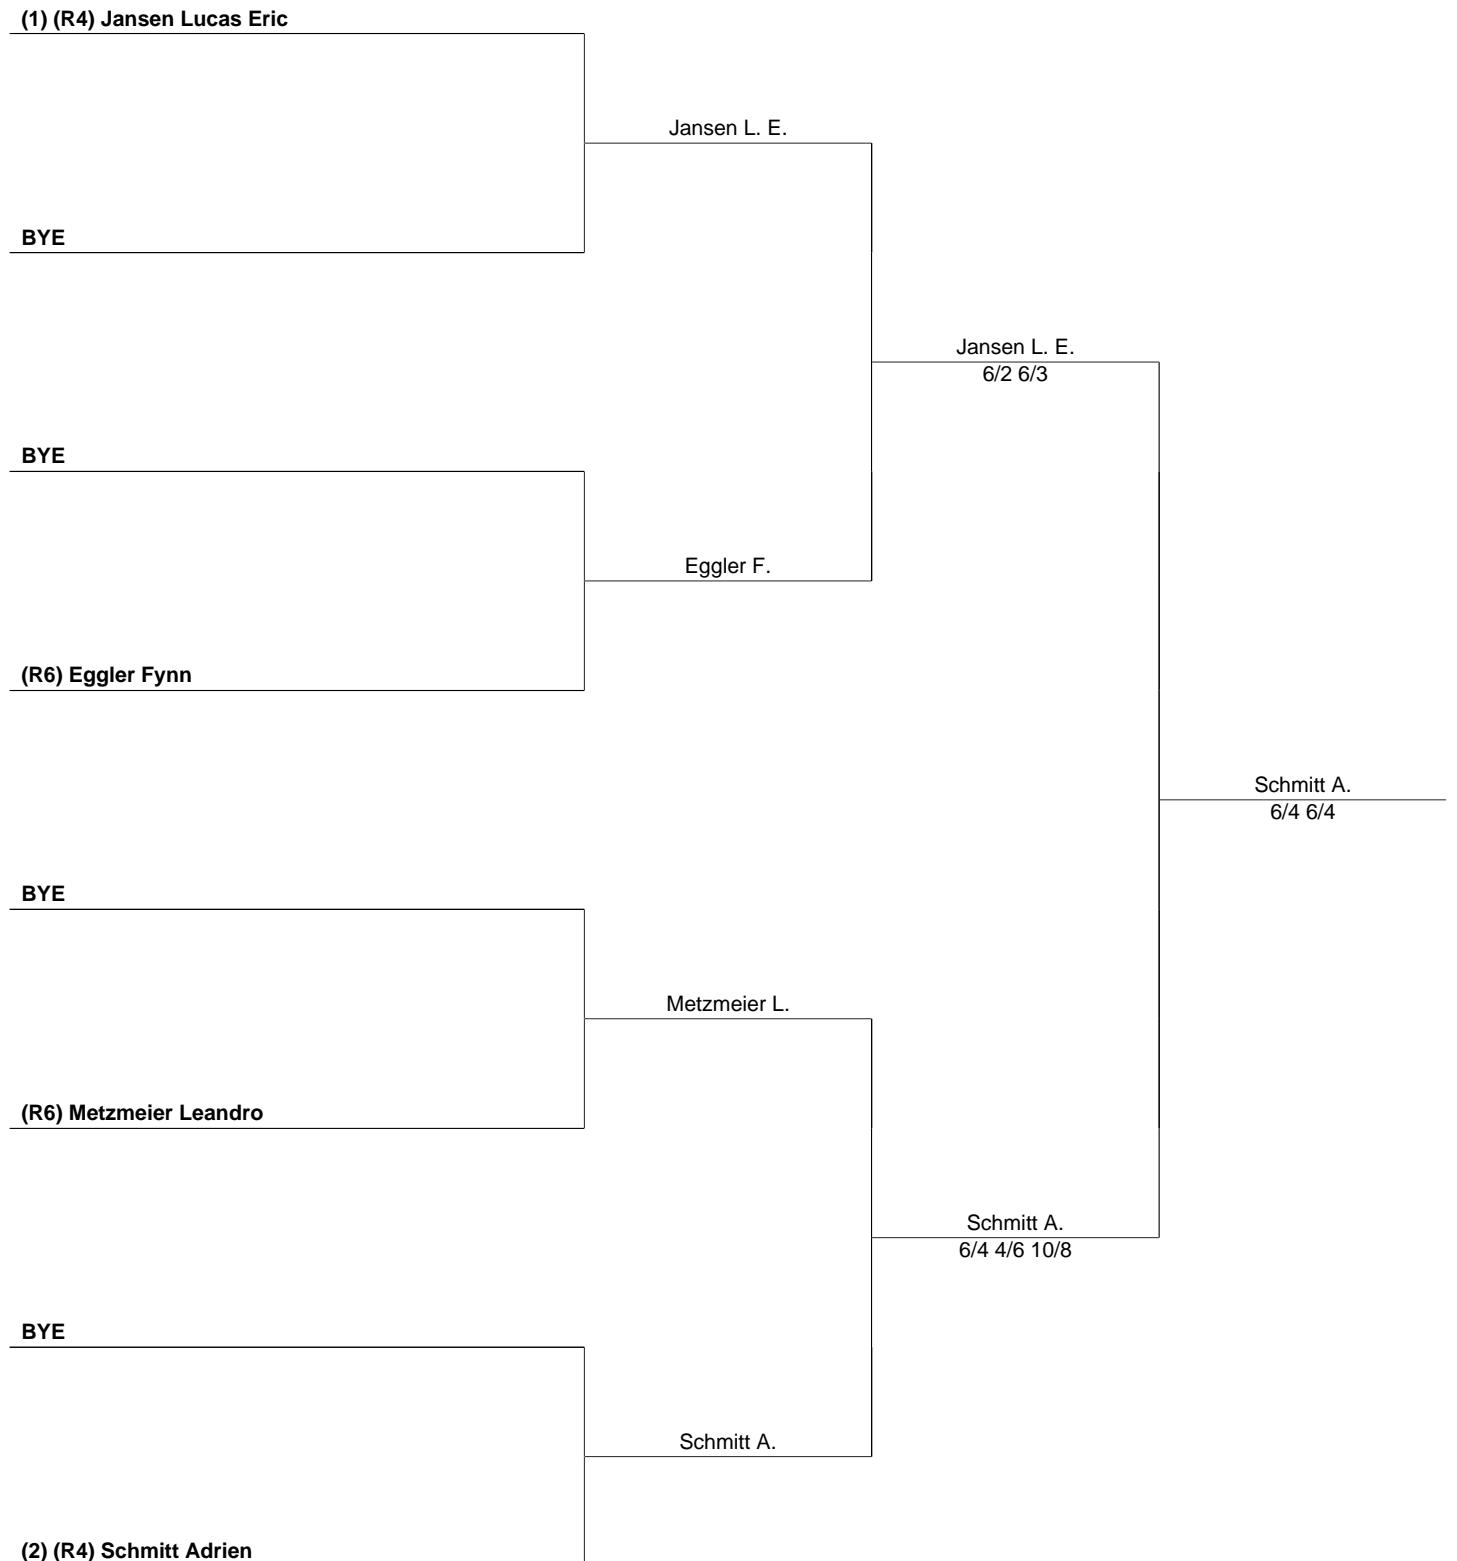 (1) (R4) Jansen Lucas Eric
Jansen L. E.
BYE
Jansen L. E.
6/2 6/3
BYE
Eggler F.
(R6) Eggler Fynn
Schmitt A.
6/4 6/4
BYE
Metzmeier L.
(R6) Metzmeier Leandro
Schmitt A.
6/4 4/6 10/8
BYE
Schmitt A.
(2) (R4) Schmitt Adrien